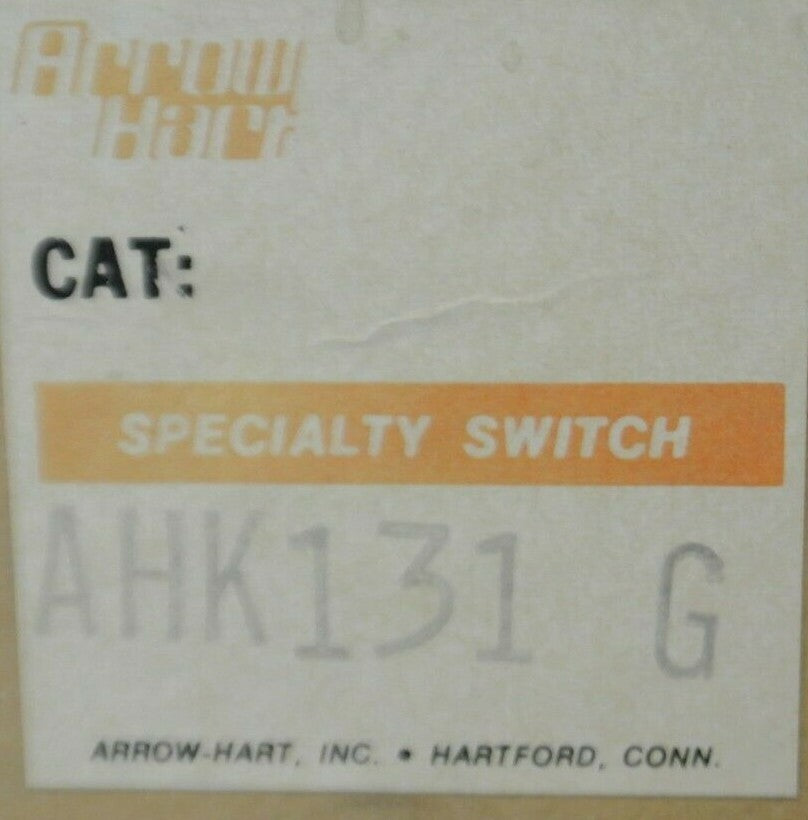 Arrow
Hart
CAT:
SPECIALTY SWITCH
AHK131 G
ARROW-HART, INC. • HARTFORD, CONN.